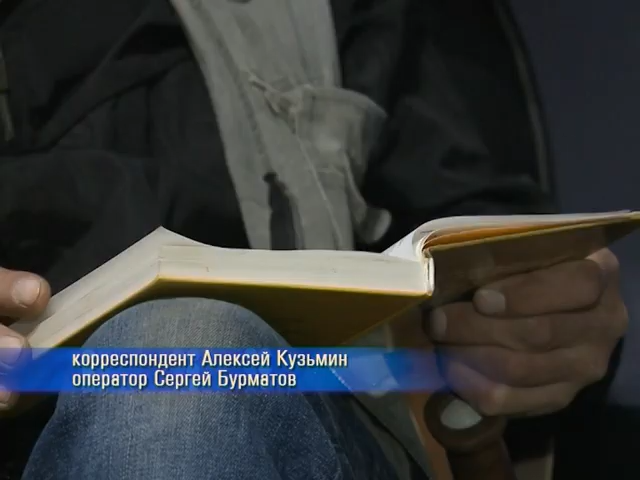 корреспондент Алексей Кузьмин
оператор Сергей Бурматов